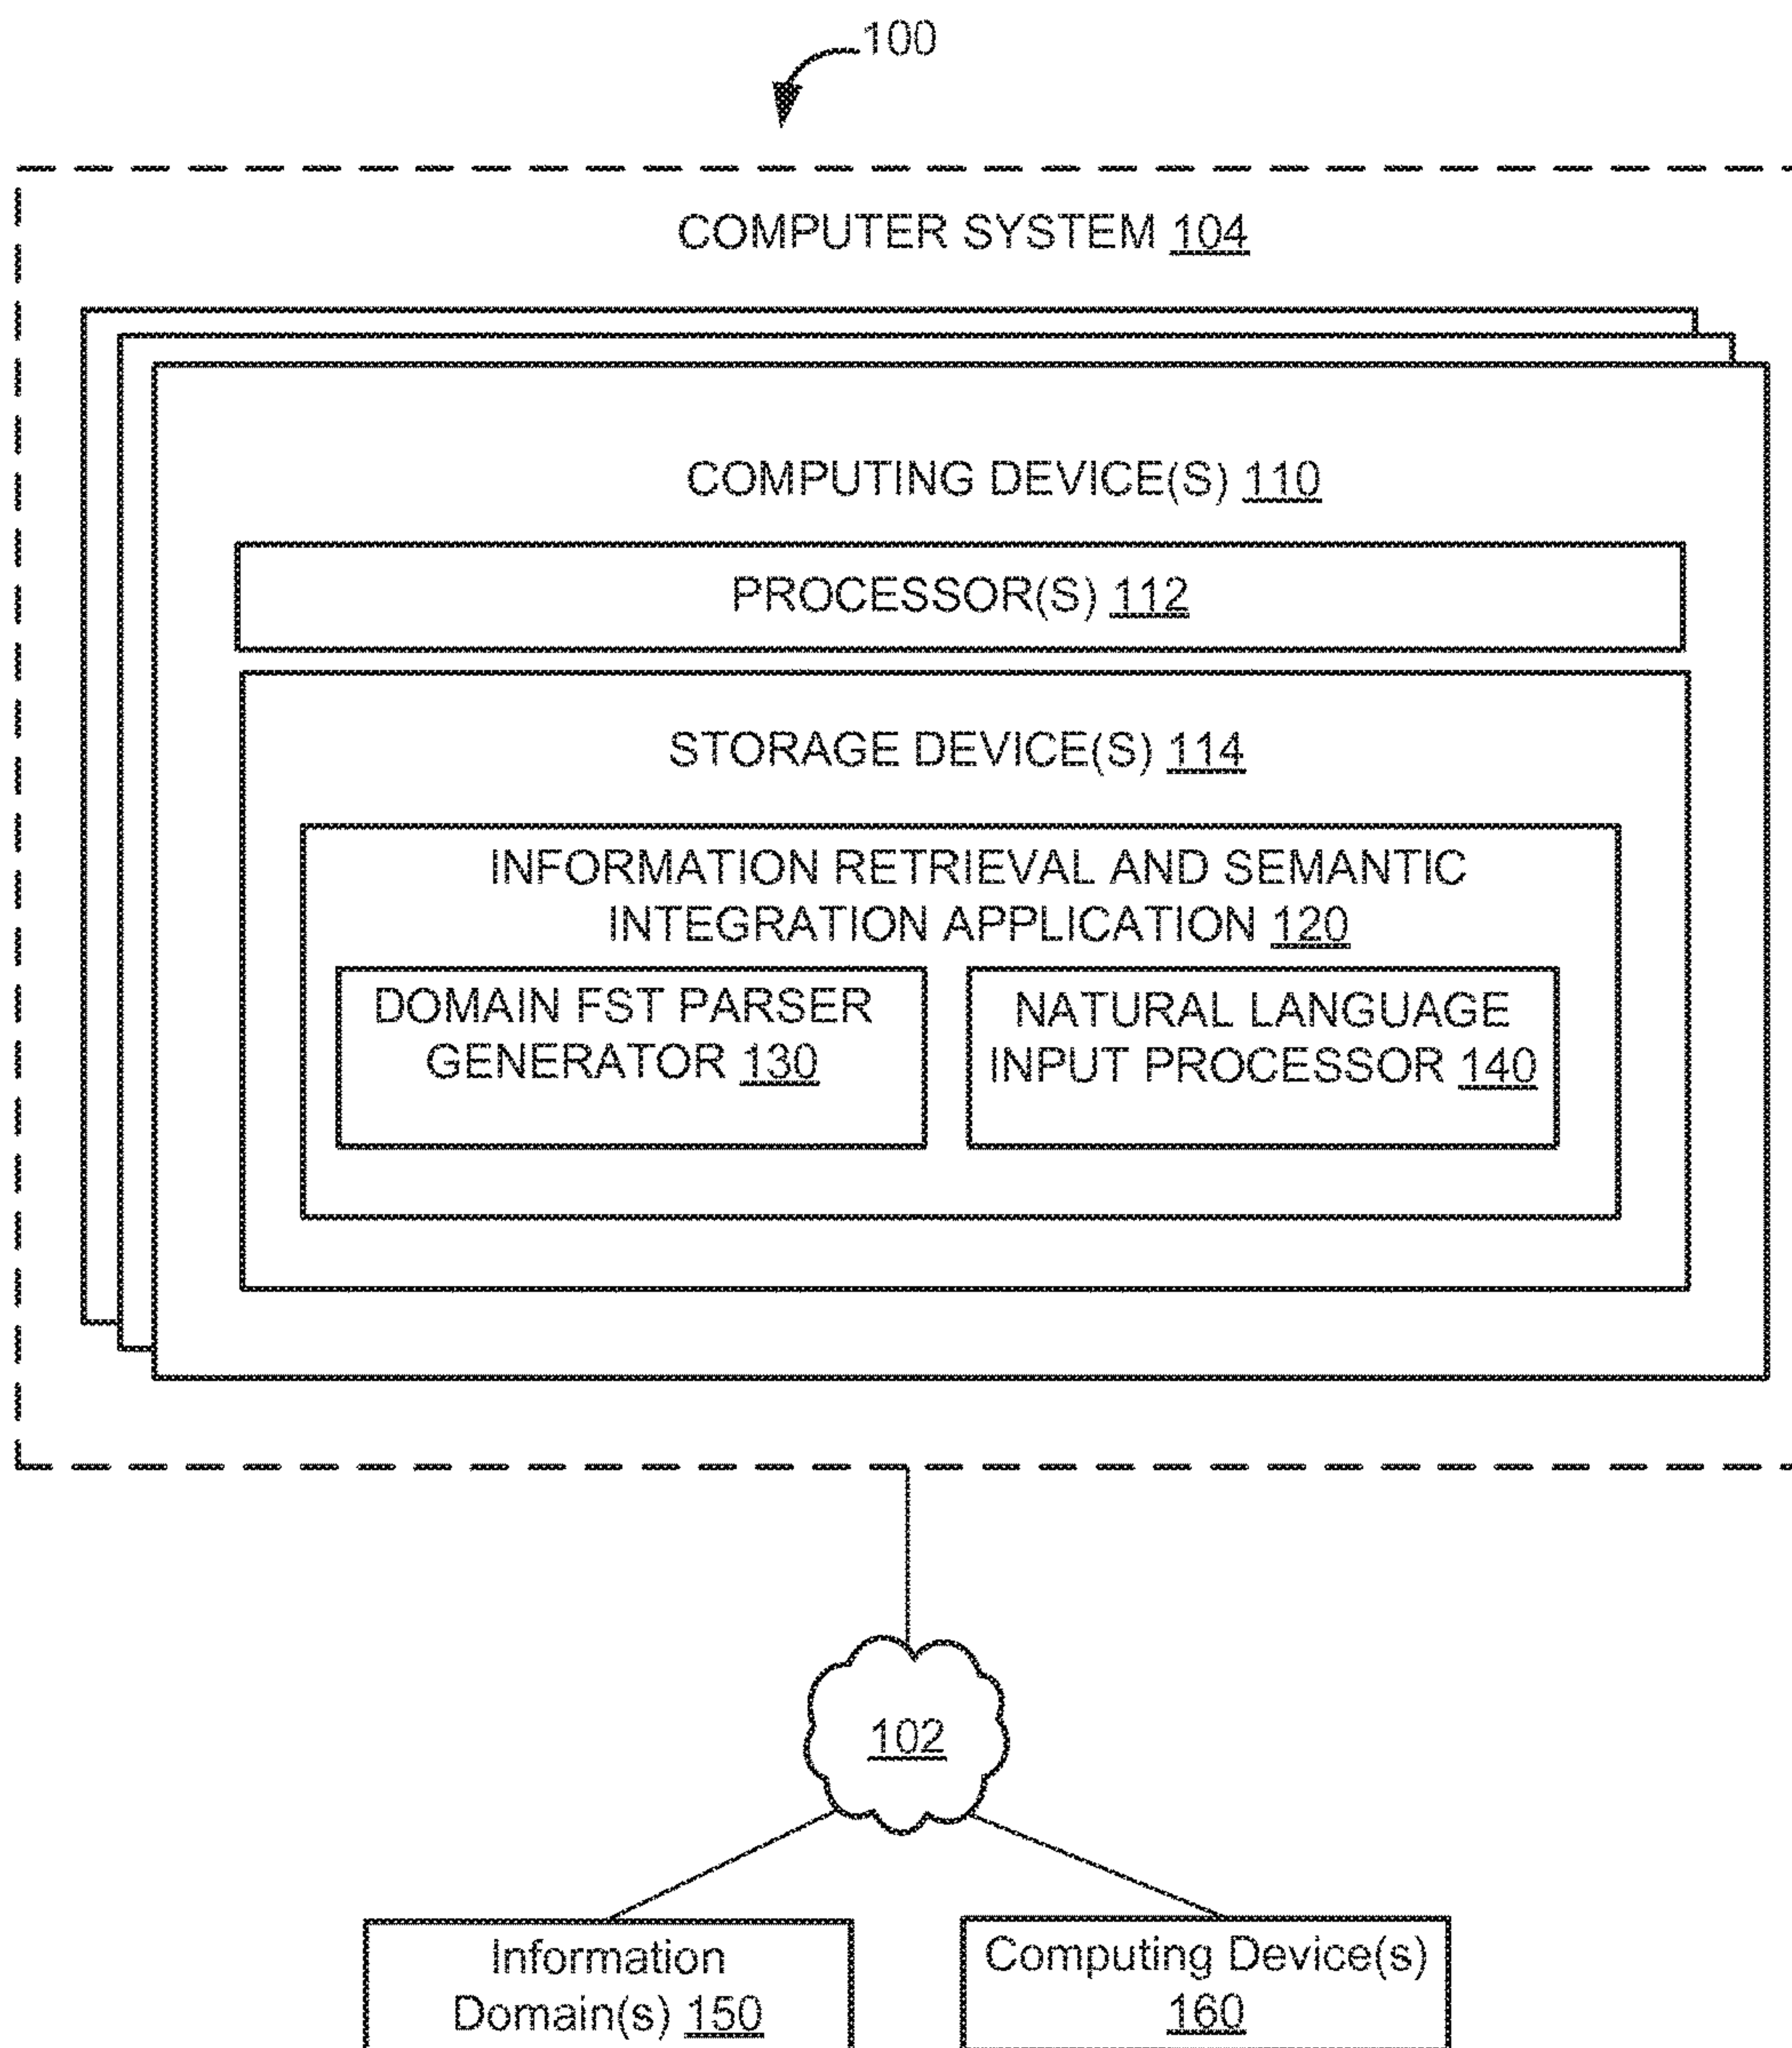 100
COMPUTER SYSTEM 104
COMPUTING DEVICE(S) 110
PROCESSOR(S) 112
STORAGE DEVICE(S) 114
INFORMATION RETRIEVAL AND SEMANTIC
INTEGRATION APPLICATION 120
DOMAIN FST PARSER
GENERATOR 130
NATURAL LANGUAGE
INPUT PROCESSOR 140
102
Information
Domain(s) 150
Computing Device(s)
160